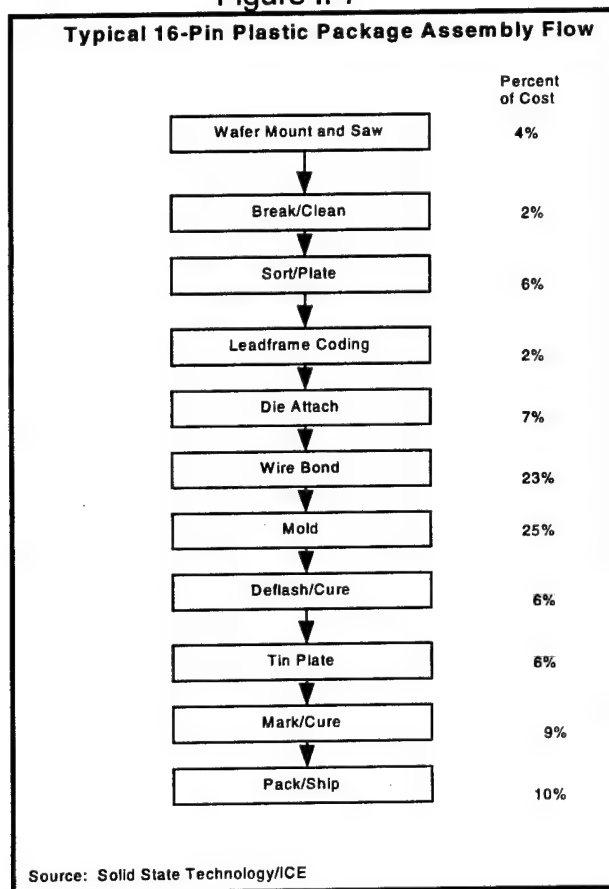 Typical 16-Pin Plastic Package Assembly Flow
Percent
of Cost
Wafer Mount and Saw 4%
Break/Clean 2%
Sort/Plate 6%
Leadframe Coding 2%
Die Attach 7%
Wire Bond 23%
Mold 25%
Deflash/Cure 6%
Tin Plate 6%
Mark/Cure 9%
Pack/Ship 10%
Source: Solid State Technology/ICE